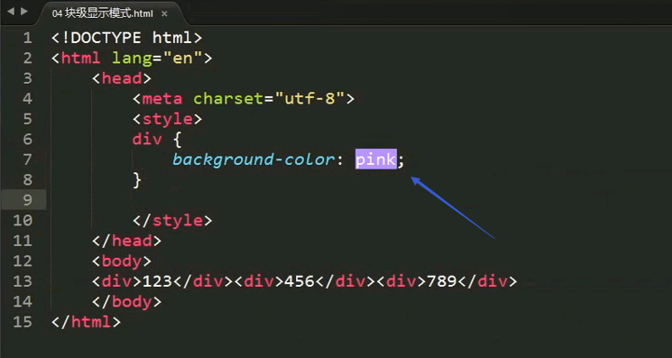 04 块级显示模式.html ×
1 <!DOCTYPE html>
2 <html lang="en">
3 <head>
4 <meta charset="utf-8">
5 <style>
6 div {
7 background-color: pink;
8 }
9
10 </style>
11 </head>
12 <body>
13 <div>123</div><div>456</div><div>789</div>
14 </body>
15 </html>